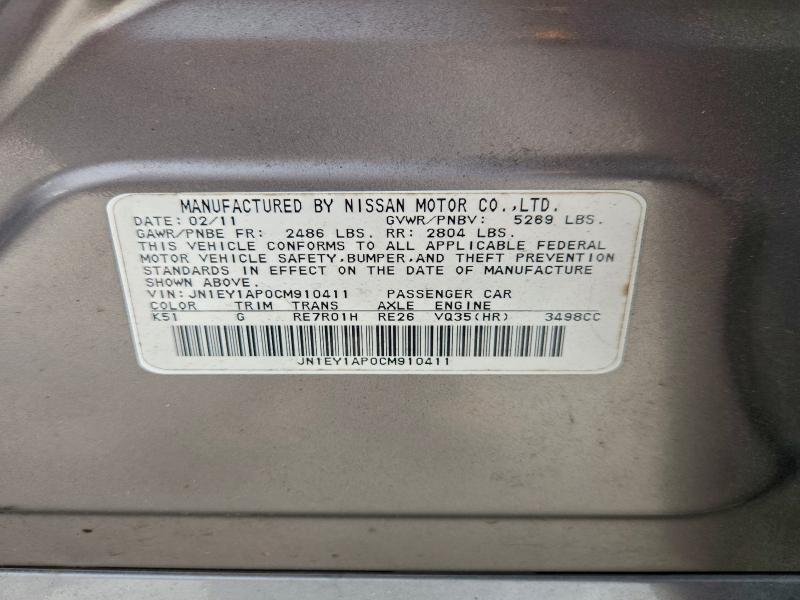 MANUFACTURED BY NISSAN MOTOR CO.,LTD.
DATE: 02/11 GVWR/PNBV: 5269 LBS.
GAWR/PNBE FR: 2486 LBS. RR: 2804 LBS.
THIS VEHICLE CONFORMS TO ALL APPLICABLE FEDERAL
MOTOR VEHICLE SAFETY,BUMPER,AND THEFT PREVENTION
STANDARDS IN EFFECT ON THE DATE OF MANUFACTURE
SHOWN ABOVE.
VIN: JN1EY1AP0CM910411 PASSENGER CAR
COLOR TRIM TRANS AXLE ENGINE
K51 G RE7R01H RE26 VQ35(HR) 3498CC
JN1EY1AP0CM910411